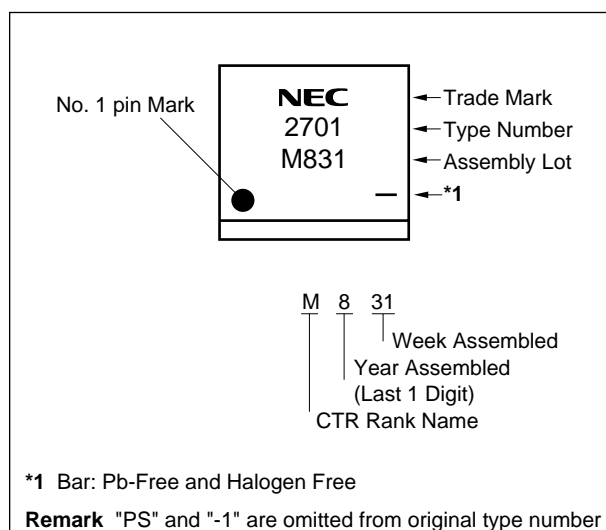 No. 1 pin Mark
NEC
2701
M831
Trade Mark
Type Number
Assembly Lot
*1
M 8 31
Week Assembled
Year Assembled
(Last 1 Digit)
CTR Rank Name
*1 Bar: Pb-Free and Halogen Free
Remark "PS" and "-1" are omitted from original type number